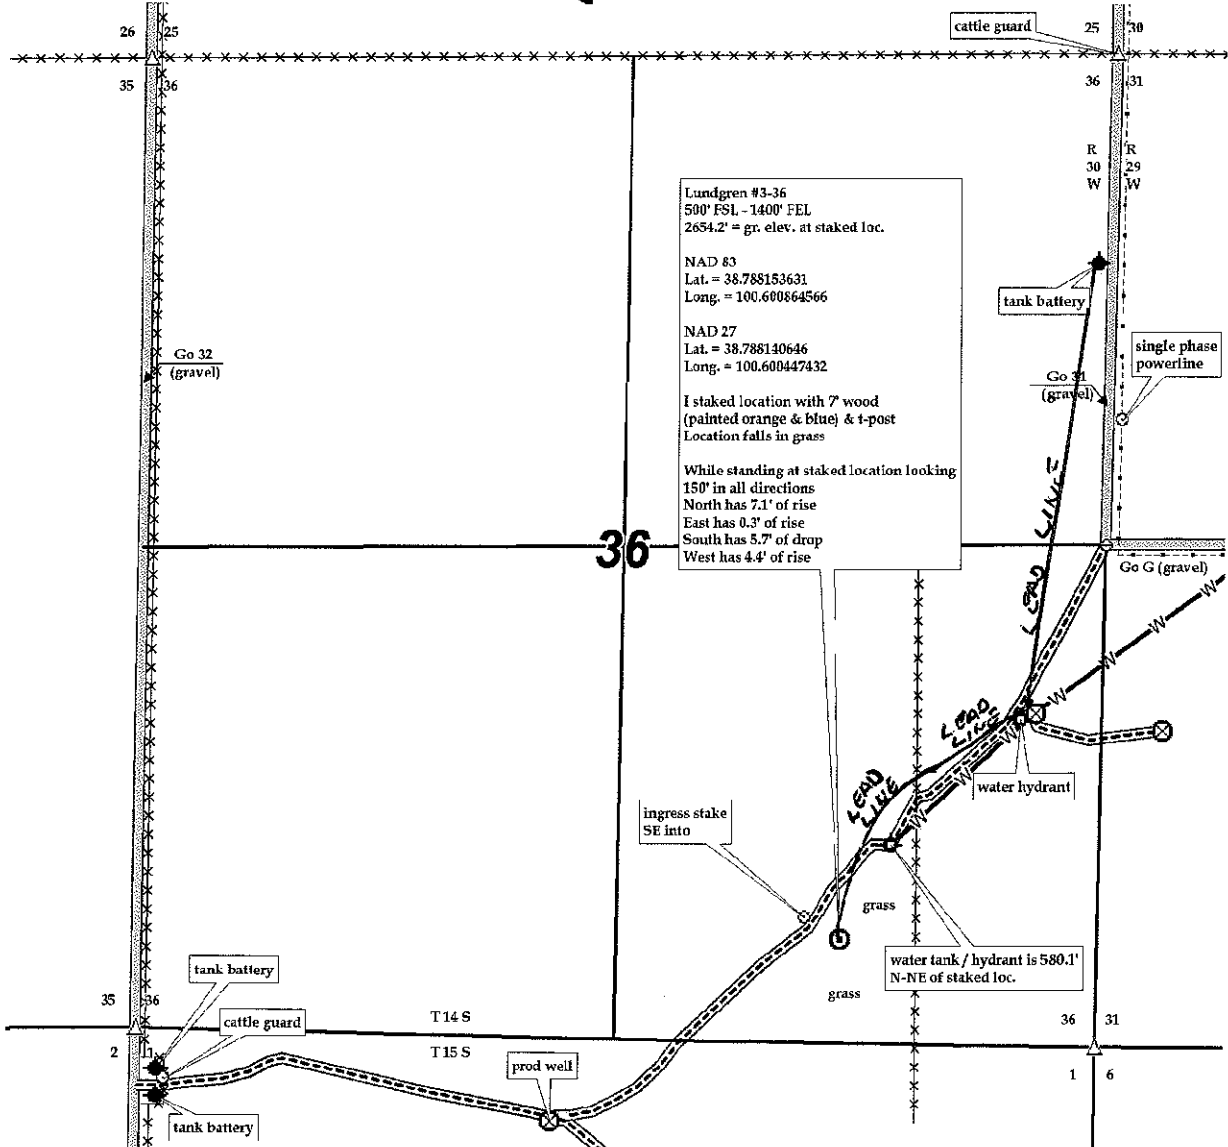 26 25
cattle guard
25 30
35 36
36 31
R R
30 29
W W
Lundgren #3-36
500' FSL - 1400' FEL
2654.2' = gr. elev. at staked loc.
NAD 83
Lat. = 38.788153631
Long. = 100.600864566
NAD 27
Lat. = 38.788140646
Long. = 100.600447432
I staked location with 7' wood
(painted orange & blue) & t-post
Location falls in grass
While standing at staked location looking
150' in all directions
North has 7.1' of rise
East has 0.3' of rise
South has 5.7' of drop
West has 4.4' of rise
tank battery
single phase
powerline
Go 32
(gravel)
Go 31
(gravel)
LEAD LINE
36
Go G (gravel)
W
W
W
W
LEAD
LINE
W
W
W
LEAD
LINE
water hydrant
ingress stake
SE into
grass
water tank / hydrant is 580.1'
N-NE of staked loc.
grass
tank battery
35 36
cattle guard
T 14 S
36 31
2 1
T 15 S
prod well
1 6
tank battery